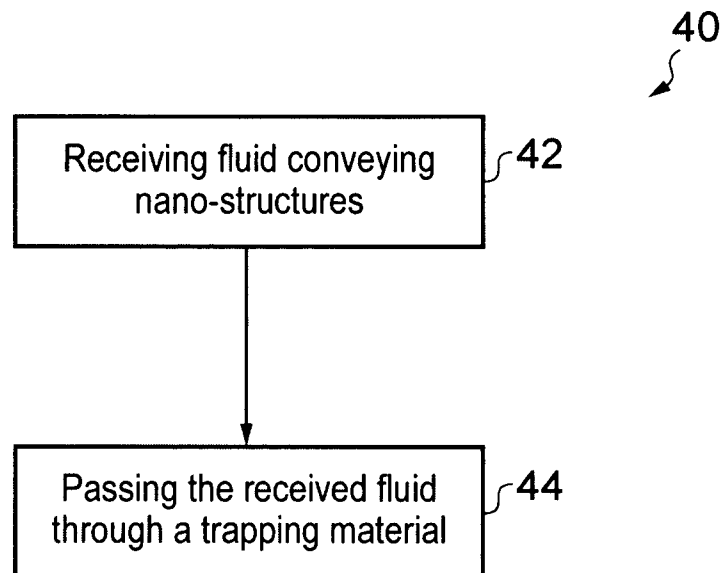 40
Receiving fluid conveying
nano-structures
42
Passing the received fluid
through a trapping material
44